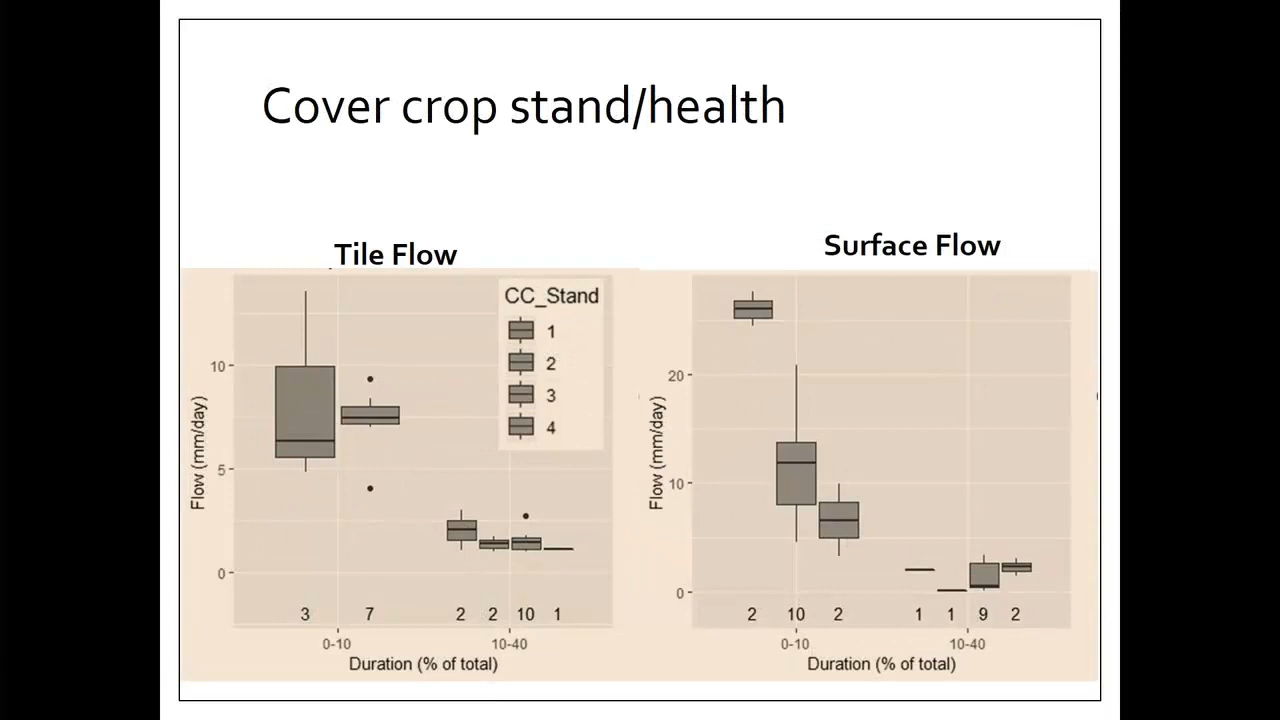 Cover crop stand/health
Tile Flow
Flow (mm/day)
10
5
0
CC_Stand
1
2
3
4
3 7 2 2 10 1
0-10 10-40
Duration (% of total)
Surface Flow
Flow (mm/day)
20
10
0
2 10 2 1 1 9 2
0-10 10-40
Duration (% of total)